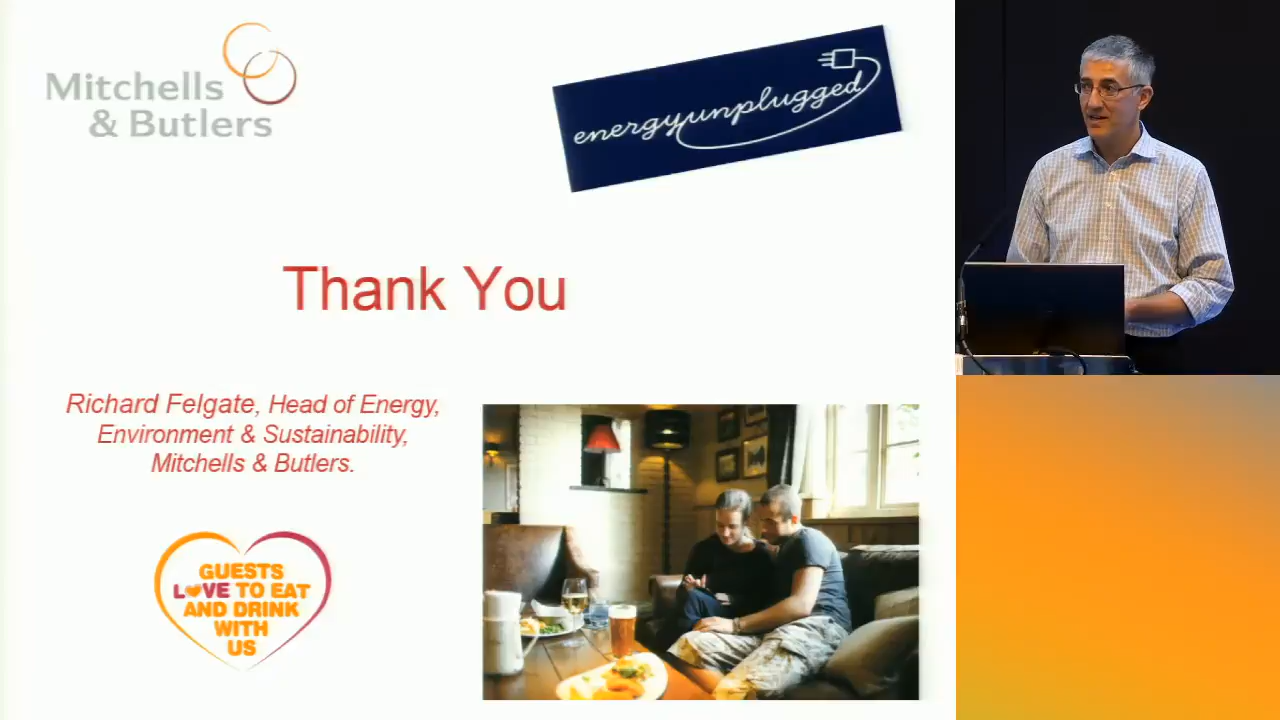 Mitchells
& Butlers
energyunplugged
Thank You
Richard Felgate, Head of Energy,
Environment & Sustainability,
Mitchells & Butlers.
GUESTS
LOVE TO EAT
AND DRINK
WITH
US